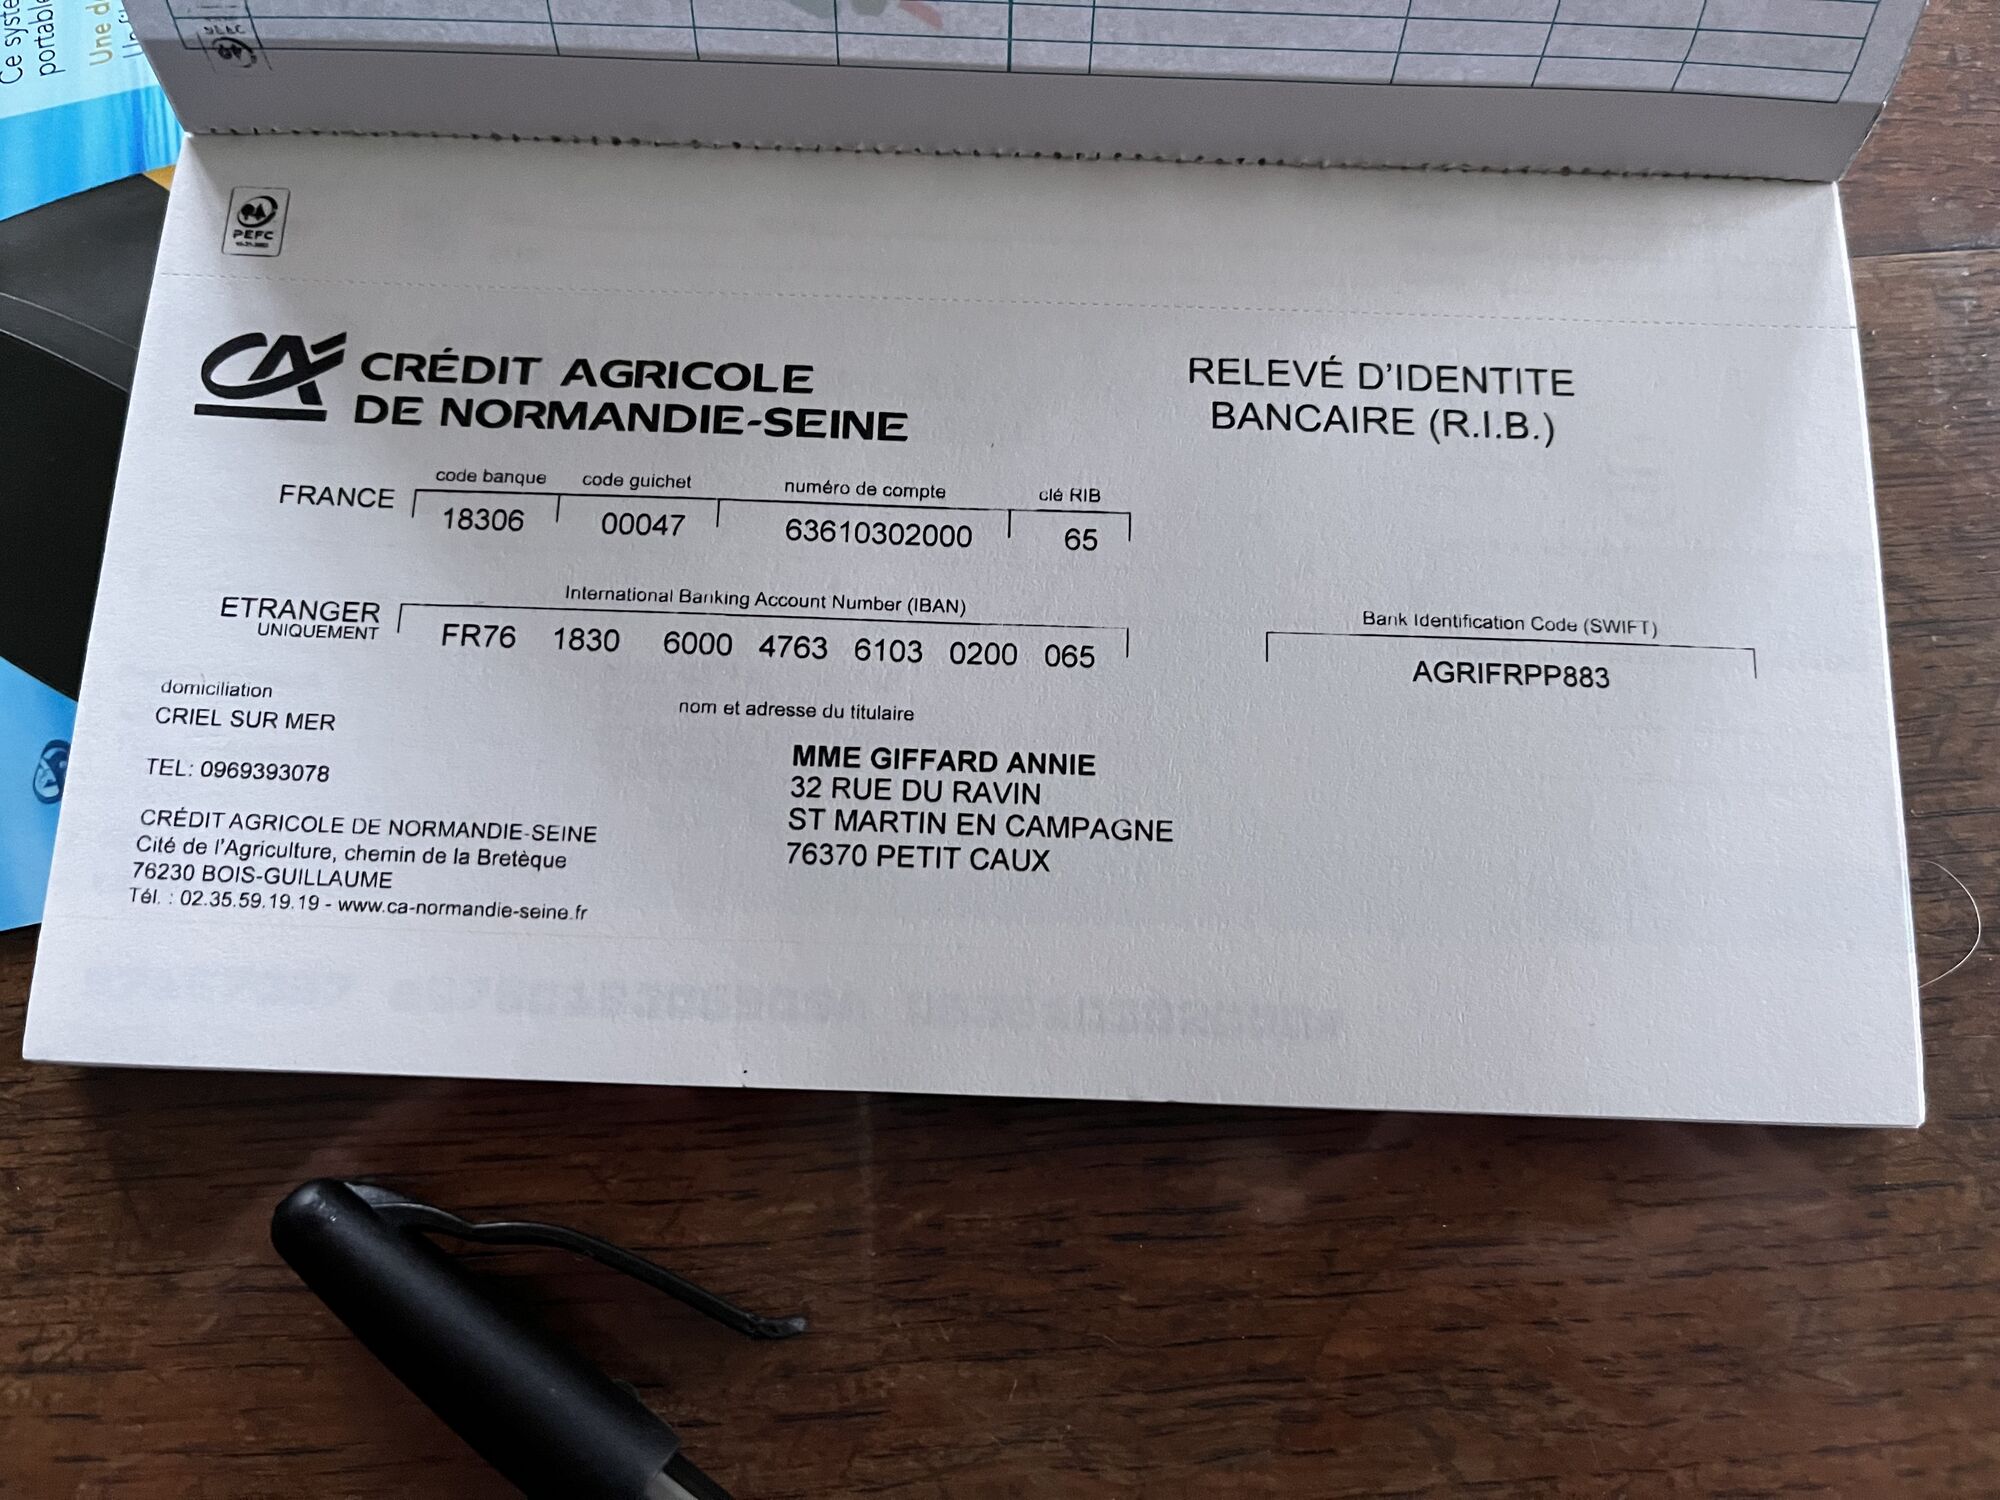 Ce systè
portable
Une d
PEFC
CRÉDIT AGRICOLE
DE NORMANDIE-SEINE
RELEVÉ D'IDENTITE
BANCAIRE (R.I.B.)
code banque code guichet numéro de compte clé RIB
FRANCE 18306 00047 63610302000 65
International Banking Account Number (IBAN)
ETRANGER
UNIQUEMENT
FR76 1830 6000 4763 6103 0200 065
Bank Identification Code (SWIFT)
AGRIFRPP883
domiciliation
CRIEL SUR MER
TEL: 0969393078
CRÉDIT AGRICOLE DE NORMANDIE-SEINE
Cité de l'Agriculture, chemin de la Bretèque
76230 BOIS-GUILLAUME
Tél. : 02.35.59.19.19 - www.ca-normandie-seine.fr
nom et adresse du titulaire
MME GIFFARD ANNIE
32 RUE DU RAVIN
ST MARTIN EN CAMPAGNE
76370 PETIT CAUX